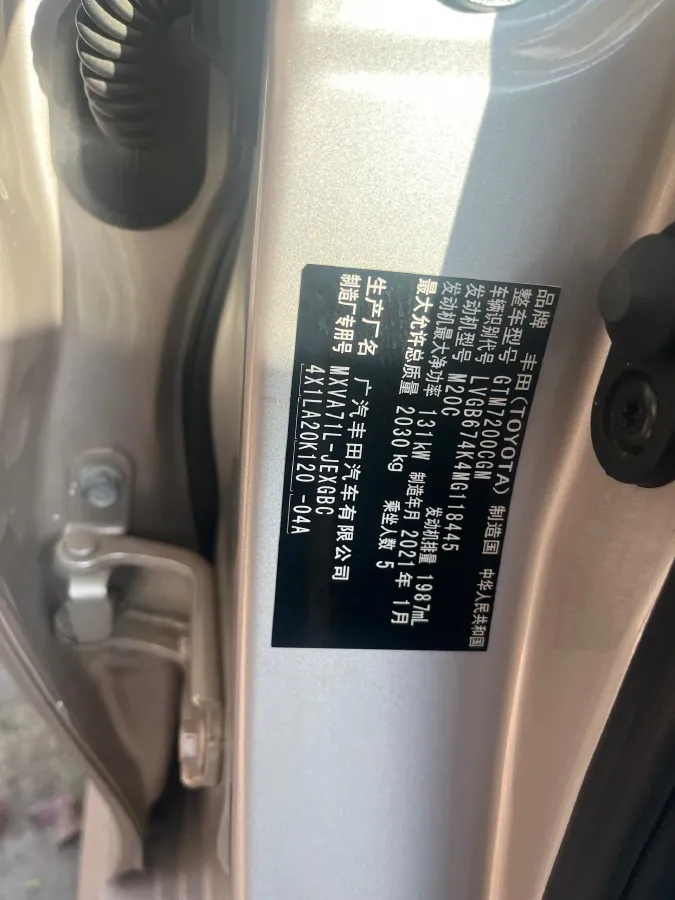 品牌 丰田(TOYOTA) 制造国 中华人民共和国
整车型号 GTM7200CGM
车辆识别代号 LVGB674K4MG118445
发动机型号 M20C 发动机排量 1987mL
发动机最大净功率 131kW 制造年月 2021年 1月
最大允许总质量 2030kg 乘坐人数 5
生产厂名 广汽丰田汽车有限公司
制造厂专用号 MXVA71L-JEXGBC
4X1LA20K120 -04A